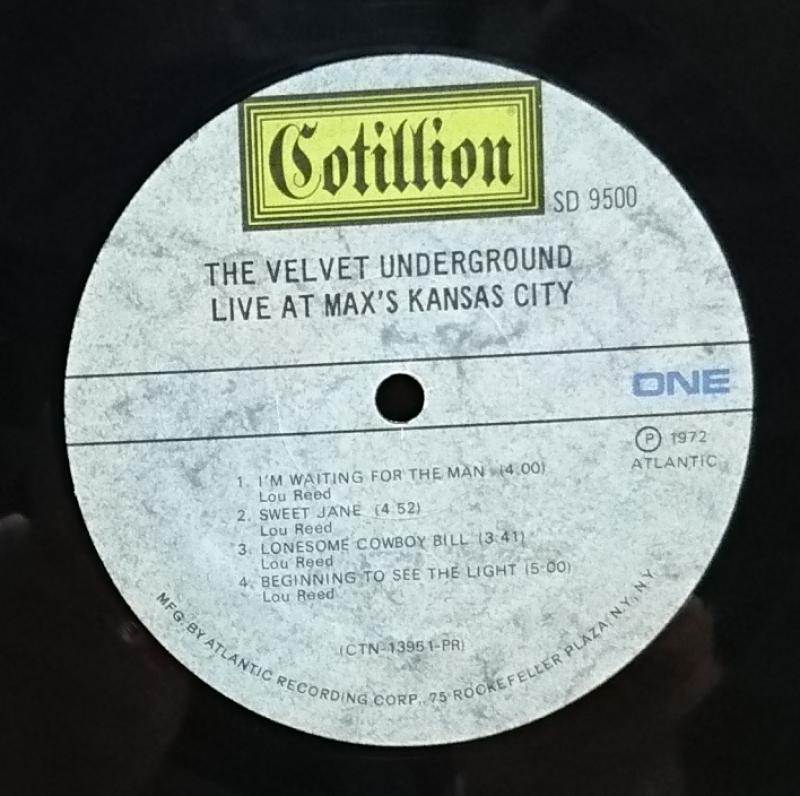 Cotillion ®
SD 9500
THE VELVET UNDERGROUND
LIVE AT MAX'S KANSAS CITY
ONE
Ⓟ 1972
ATLANTIC
1. I'M WAITING FOR THE MAN (4:00)
Lou Reed
2. SWEET JANE (4:52)
Lou Reed
3. LONESOME COWBOY BILL (3:41)
Lou Reed
4. BEGINNING TO SEE THE LIGHT (5:00)
Lou Reed
(CTN-13951-PR)
MFG. BY ATLANTIC RECORDING CORP., 75 ROCKEFELLER PLAZA, N.Y., N.Y.